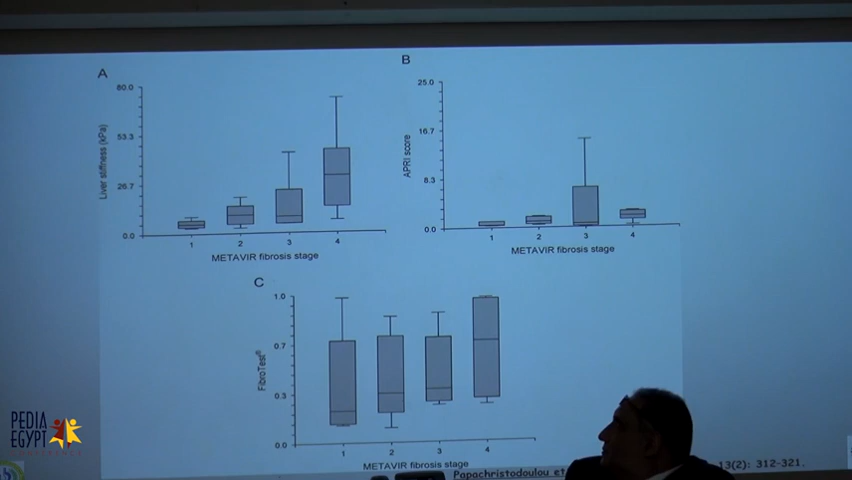 A
80.0
53.3
26.7
0.0
Liver stiffness (kPa)
1 2 3 4
METAVIR fibrosis stage
B
25.0
16.7
8.3
0.0
APRI score
1 2 3 4
METAVIR fibrosis stage
C
1.0
0.7
0.3
0.0
FibroTest®
1 2 3 4
METAVIR fibrosis stage
Papachristodoulou et
13(2): 312-321.
PEDIA
EGYPT
CONFERENCE